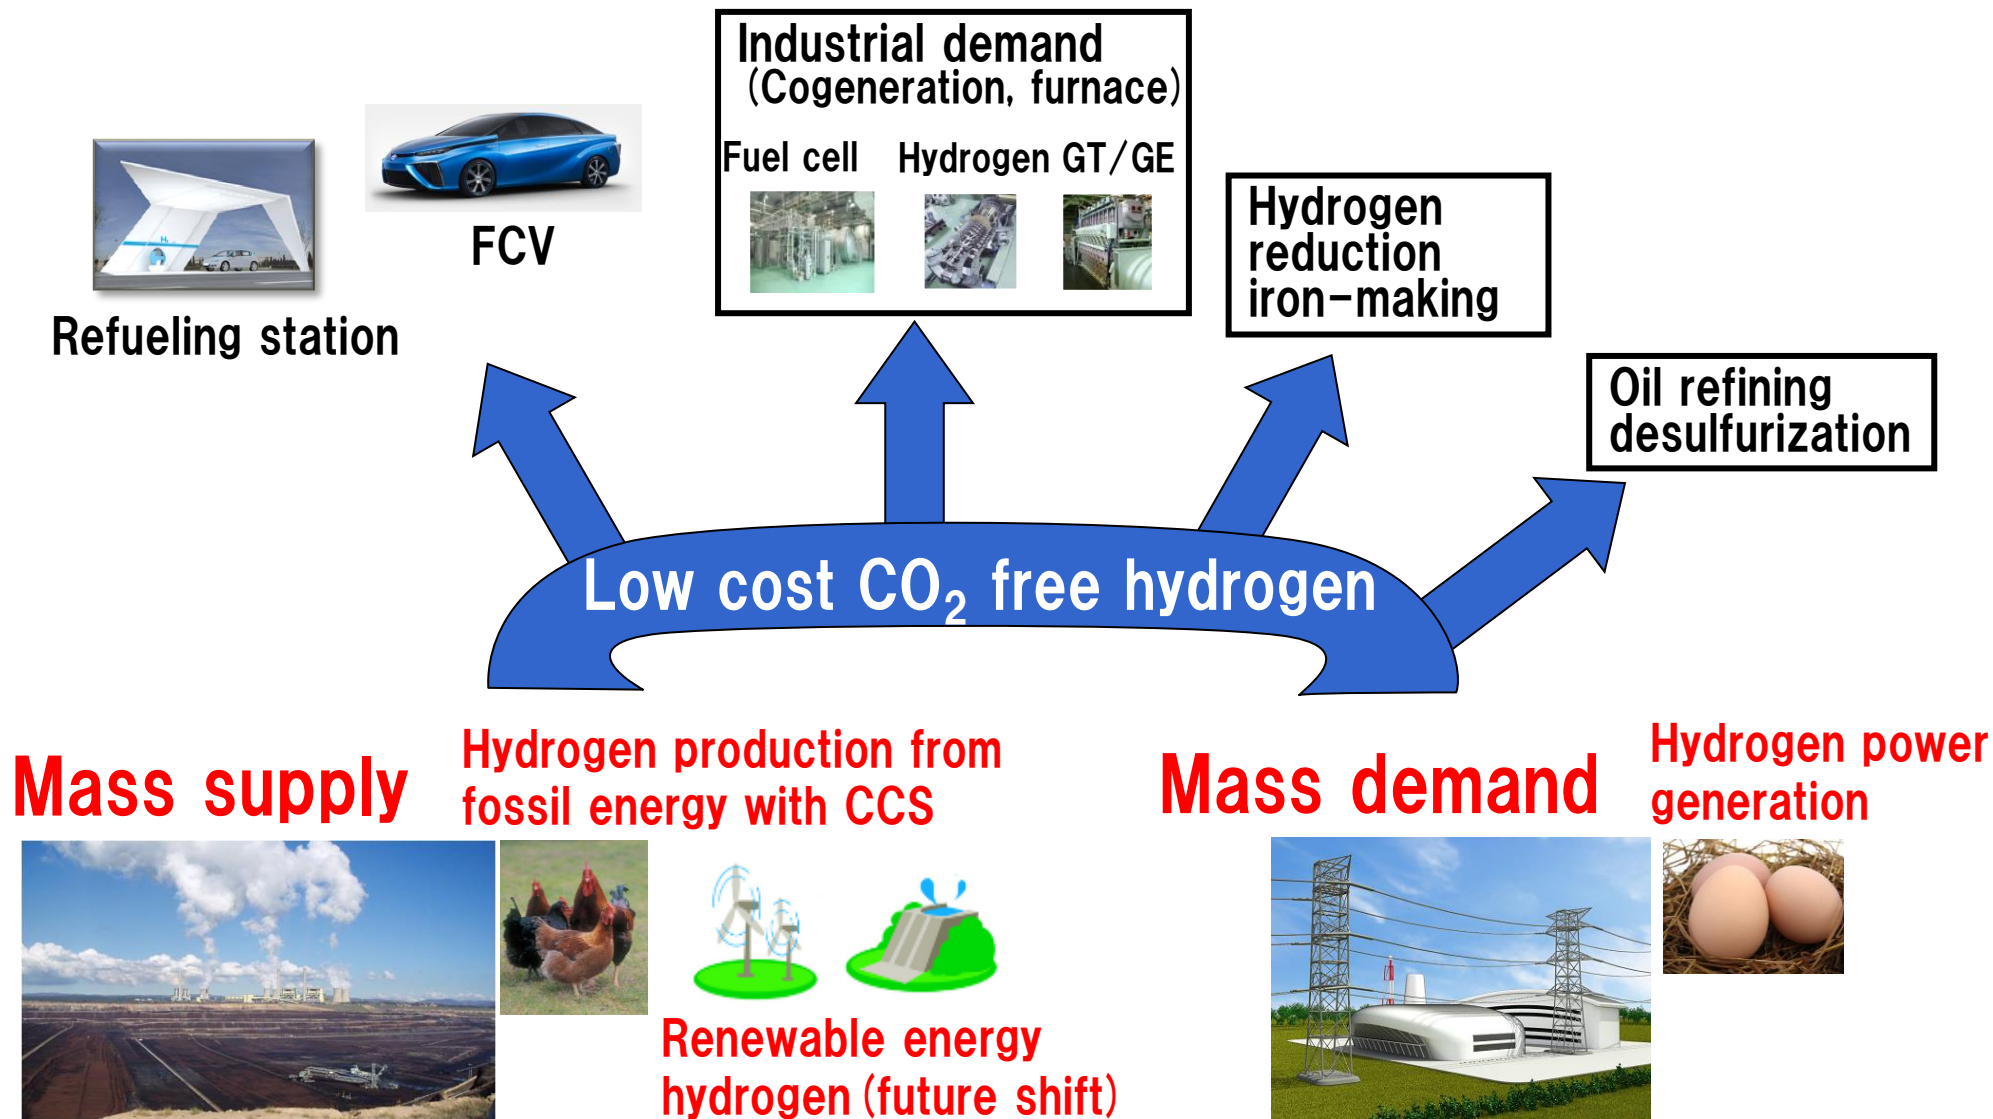 Industrial demand
(Cogeneration, furnace)
Fuel cell
Hydrogen GT/GE
FCV
Refueling station
Hydrogen
reduction
iron-making
Oil refining
desulfurization
Low cost CO₂ free hydrogen
Mass supply
Hydrogen production from
fossil energy with CCS
Renewable energy
hydrogen (future shift)
Mass demand
Hydrogen power
generation